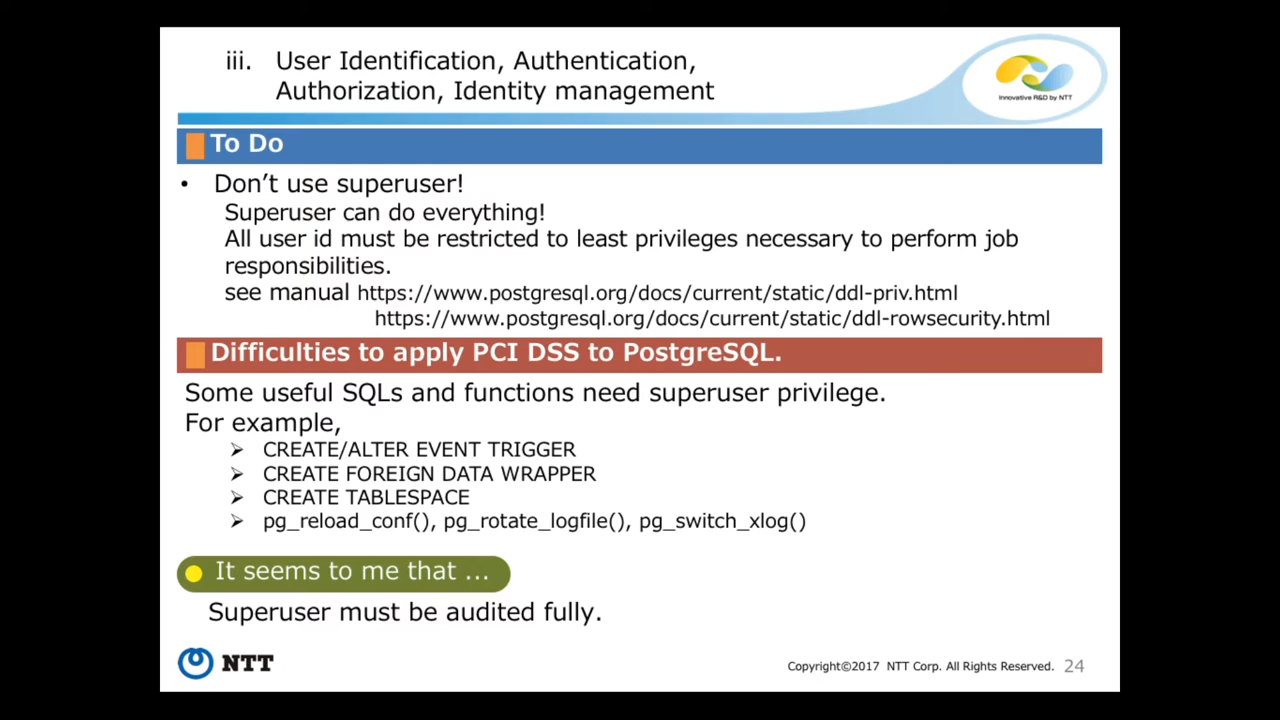 iii. User Identification, Authentication,
Authorization, Identity management
Innovative R&D by NTT
To Do
• Don't use superuser!
Superuser can do everything!
All user id must be restricted to least privileges necessary to perform job
responsibilities.
see manual https://www.postgresql.org/docs/current/static/ddl-priv.html
https://www.postgresql.org/docs/current/static/ddl-rowsecurity.html
Difficulties to apply PCI DSS to PostgreSQL.
Some useful SQLs and functions need superuser privilege.
For example,
➢ CREATE/ALTER EVENT TRIGGER
➢ CREATE FOREIGN DATA WRAPPER
➢ CREATE TABLESPACE
➢ pg_reload_conf(), pg_rotate_logfile(), pg_switch_xlog()
It seems to me that ...
Superuser must be audited fully.
NTT
Copyright©2017 NTT Corp. All Rights Reserved. 24